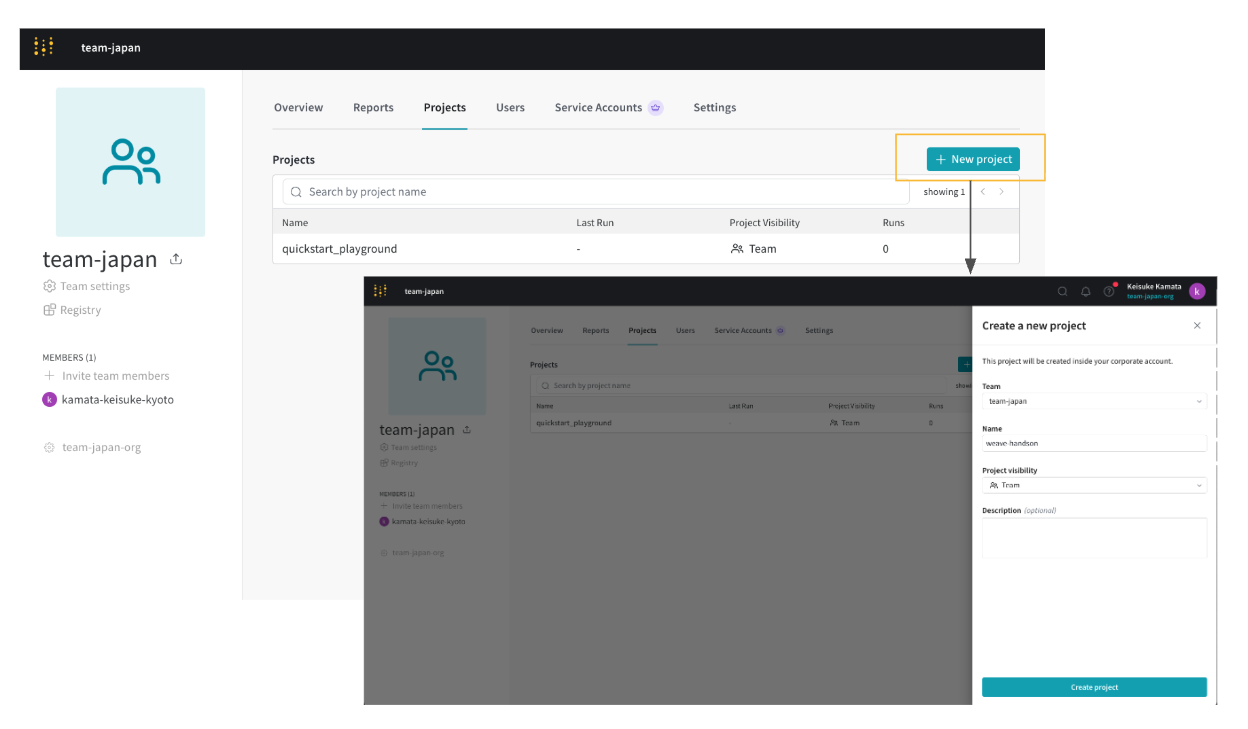 team-japan
Overview Reports Projects Users Service Accounts Settings
Projects
+ New project
Search by project name
showing 1
Name Last Run Project Visibility Runs
quickstart_playground - Team 0
team-japan
Team settings
Registry
MEMBERS (1)
+ Invite team members
k kamata-keisuke-kyoto
team-japan-org
team-japan
Keisuke Kamata
team-japan-org
k
Overview Reports Projects Users Service Accounts Settings
Projects
+
Search by project name
show
Name Last Run Project Visibility Runs
quickstart_playground - Team 0
team-japan
Team settings
Registry
MEMBERS (1)
+ Invite team members
k kamata-keisuke-kyoto
team-japan-org
Create a new project
This project will be created inside your corporate account.
Team
team-japan
Name
weave-handson
Project visibility
Team
Description (optional)
Create project